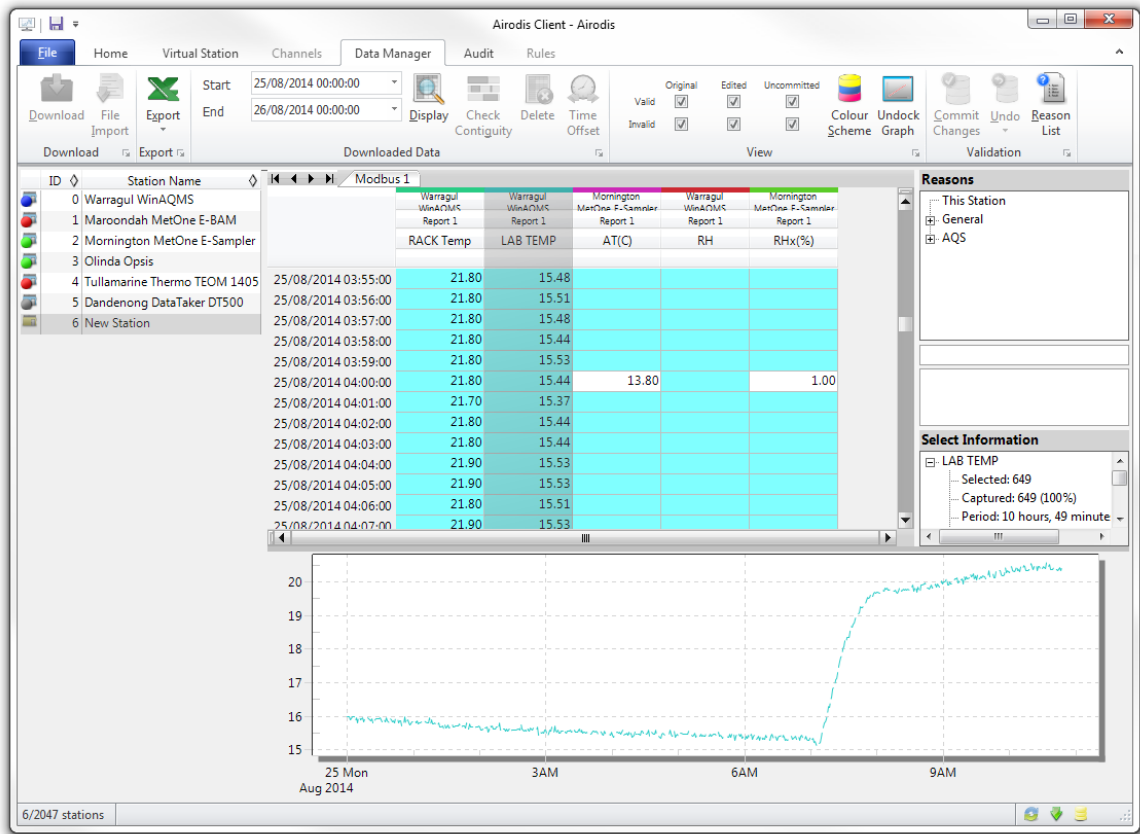 Airodis Client - Airodis
File Home Virtual Station Channels Data Manager Audit Rules
Download
File Import
Export
Start 25/08/2014 00:00:00
End 26/08/2014 00:00:00
Display
Check Contiguity
Delete
Time Offset
Original Edited Uncommitted
Valid
Invalid
Colour Scheme
Undock Graph
Commit Changes
Undo
Reason List
Download Export Downloaded Data View Validation
ID Station Name
0 Warragul WinAQMS
1 Maroondah MetOne E-BAM
2 Mornington MetOne E-Sampler
3 Olinda Opsis
4 Tullamarine Thermo TEOM 1405
5 Dandenong DataTaker DT500
6 New Station
Modbus 1
Warragul Warragul Mornington Warragul Mornington
WinAQMS WinAQMS MetOne E-Sampler WinAQMS MetOne E-Sampler
Report 1 Report 1 Report 1 Report 1 Report 1
RACK Temp LAB TEMP AT(C) RH RHx(%)
25/08/2014 03:55:00 21.80 15.48
25/08/2014 03:56:00 21.80 15.51
25/08/2014 03:57:00 21.80 15.48
25/08/2014 03:58:00 21.80 15.44
25/08/2014 03:59:00 21.80 15.53
25/08/2014 04:00:00 21.80 15.44 13.80 1.00
25/08/2014 04:01:00 21.70 15.37
25/08/2014 04:02:00 21.80 15.44
25/08/2014 04:03:00 21.80 15.44
25/08/2014 04:04:00 21.90 15.53
25/08/2014 04:05:00 21.90 15.53
25/08/2014 04:06:00 21.80 15.51
25/08/2014 04:07:00 21.90 15.53
Reasons
This Station
General
AQS
Select Information
LAB TEMP
Selected: 649
Captured: 649 (100%)
Period: 10 hours, 49 minute
20
19
18
17
16
15
25 Mon 3AM 6AM 9AM
Aug 2014
6/2047 stations